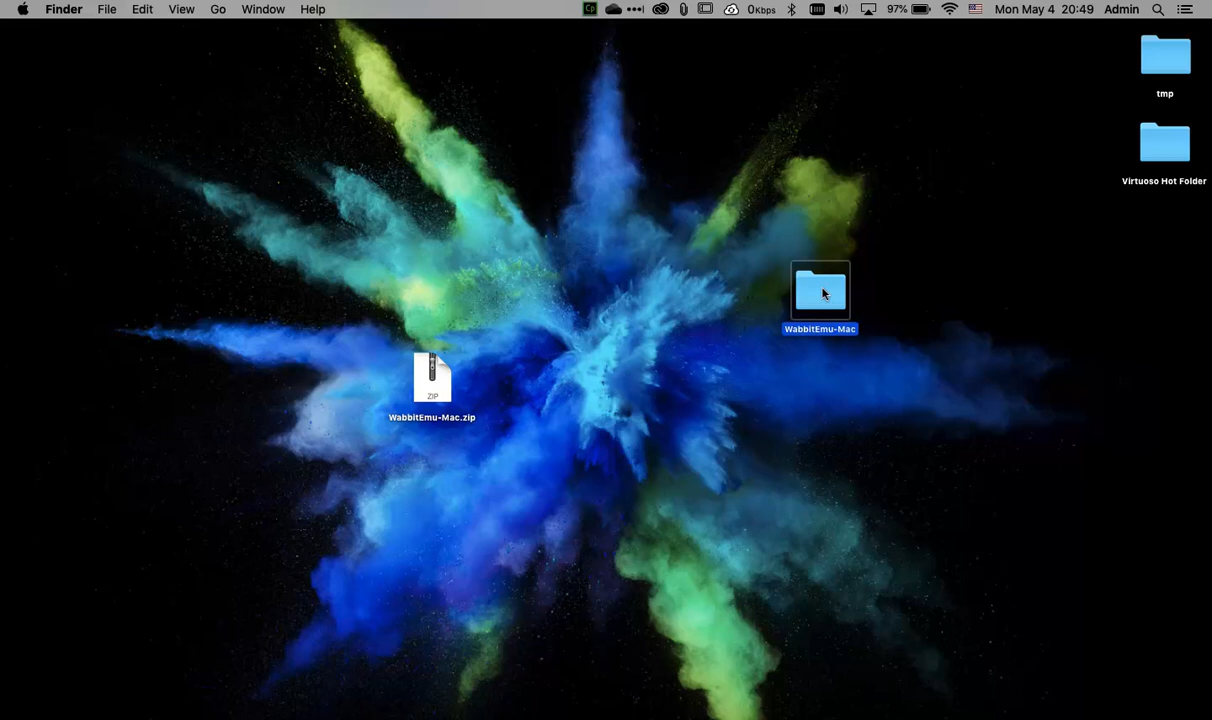 Finder File Edit View Go Window Help Cp 0Kbps 97% Mon May 4 20:49 Admin
tmp
Virtuoso Hot Folder
WabbitEmu-Mac
ZIP
WabbitEmu-Mac.zip